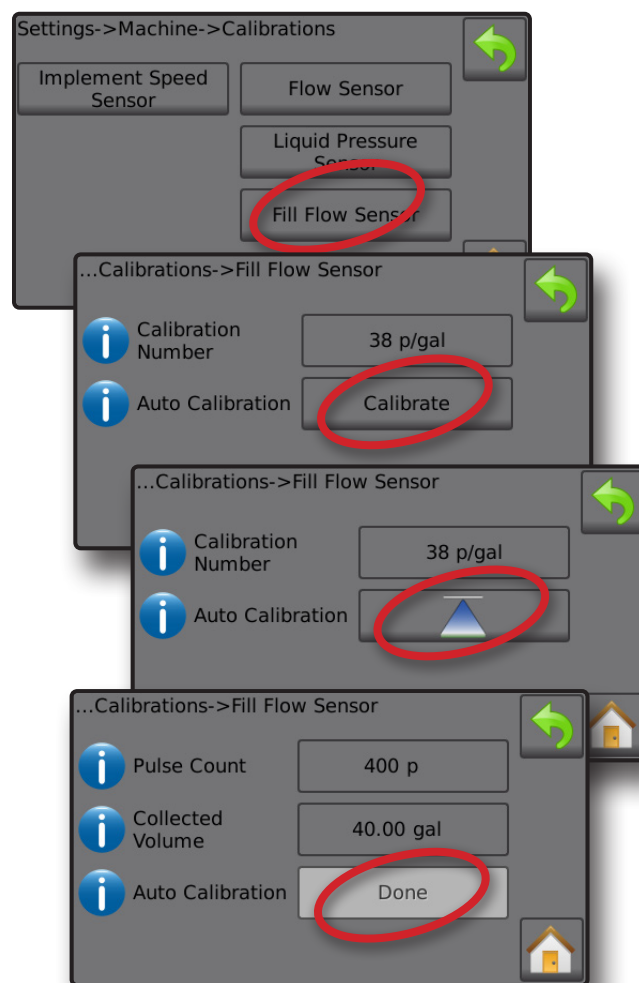 Settings->Machine->Calibrations
Implement Speed
Sensor
Flow Sensor
Liquid Pressure
Sensor
Fill Flow Sensor
...Calibrations->Fill Flow Sensor
Calibration
Number
38 p/gal
Auto Calibration
Calibrate
...Calibrations->Fill Flow Sensor
Calibration
Number
38 p/gal
Auto Calibration
...Calibrations->Fill Flow Sensor
Pulse Count
400 p
Collected
Volume
40.00 gal
Auto Calibration
Done